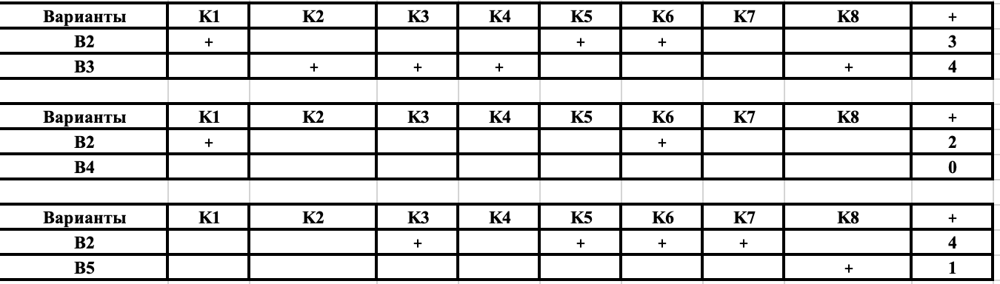 Варианты K1 K2 K3 K4 K5 K6 K7 K8 +
B2 + + + 3
B3 + + + + 4
Варианты K1 K2 K3 K4 K5 K6 K7 K8 +
B2 + + 2
B4 0
Варианты K1 K2 K3 K4 K5 K6 K7 K8 +
B2 + + + + 4
B5 + 1